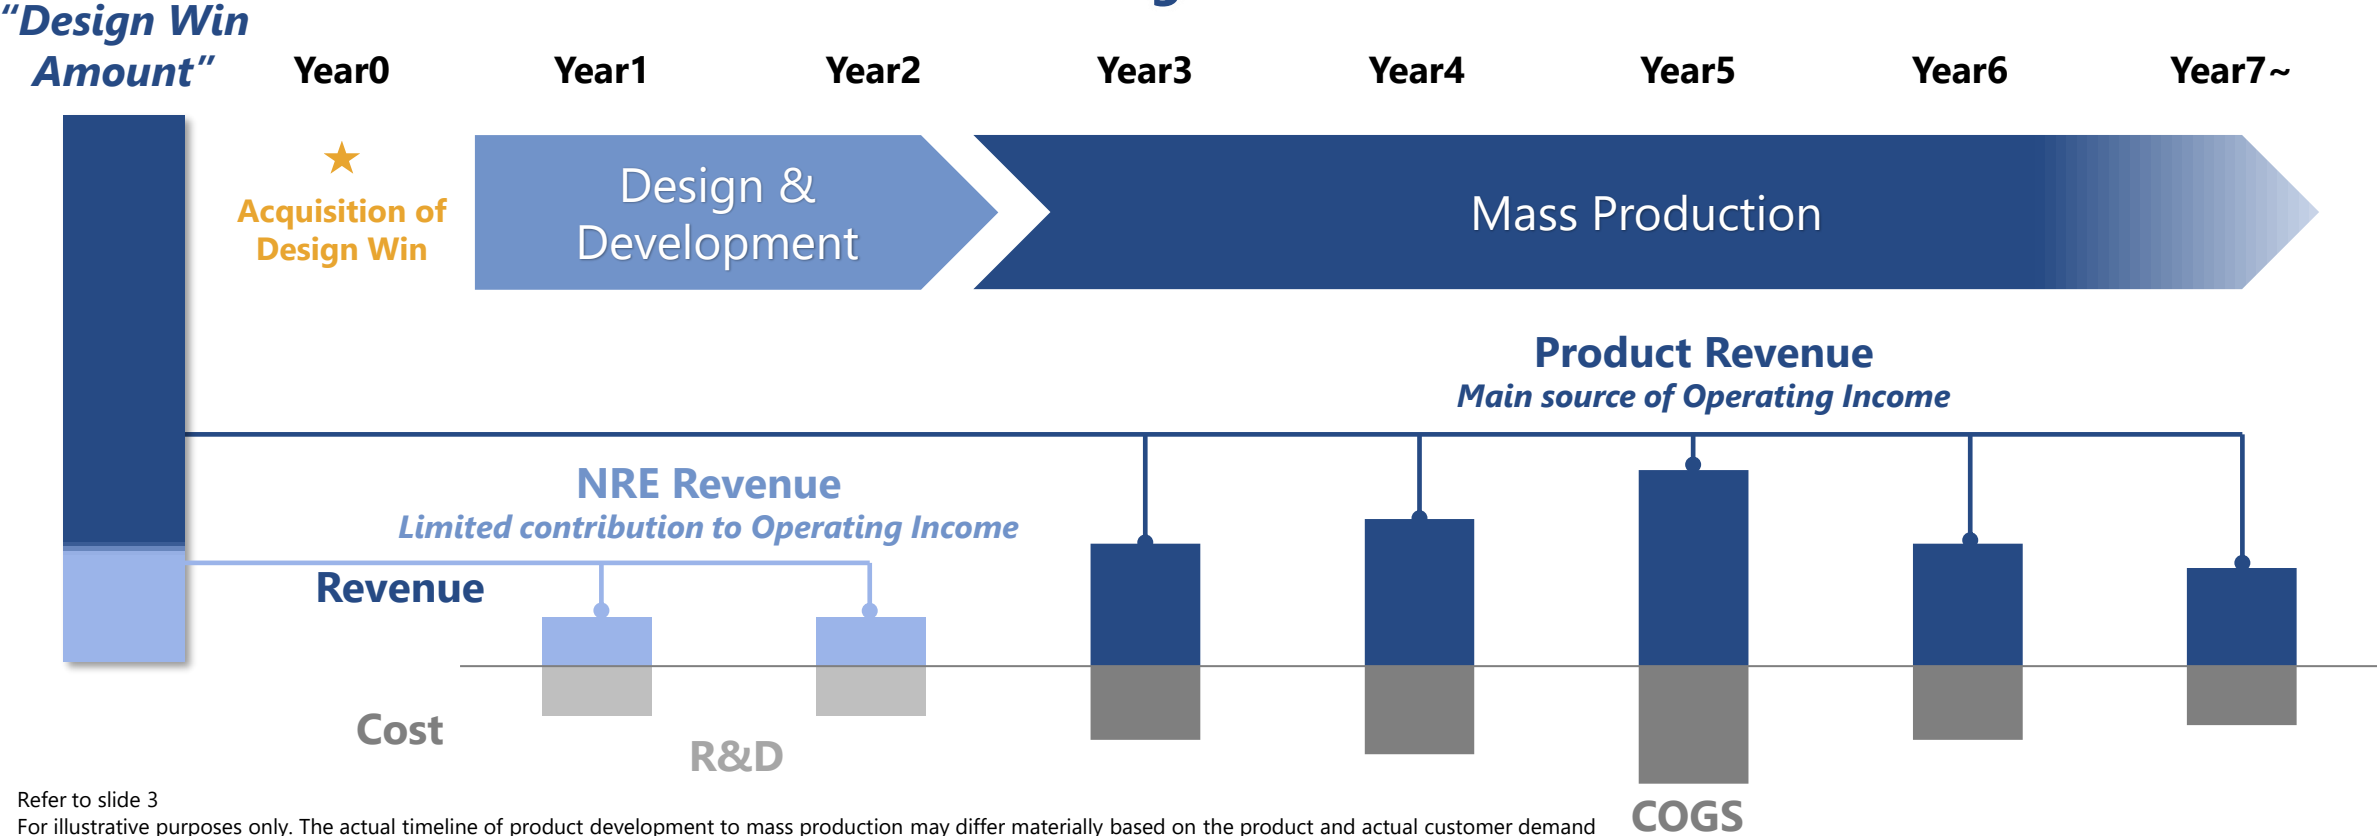 “Design Win
Amount”
Year0
Year1
Year2
Year3
Year4
Year5
Year6
Year7~
Acquisition of
Design Win
Design &
Development
Mass Production
Product Revenue
Main source of Operating Income
NRE Revenue
Limited contribution to Operating Income
Revenue
Cost
R&D
COGS
Refer to slide 3
For illustrative purposes only. The actual timeline of product development to mass production may differ materially based on the product and actual customer demand